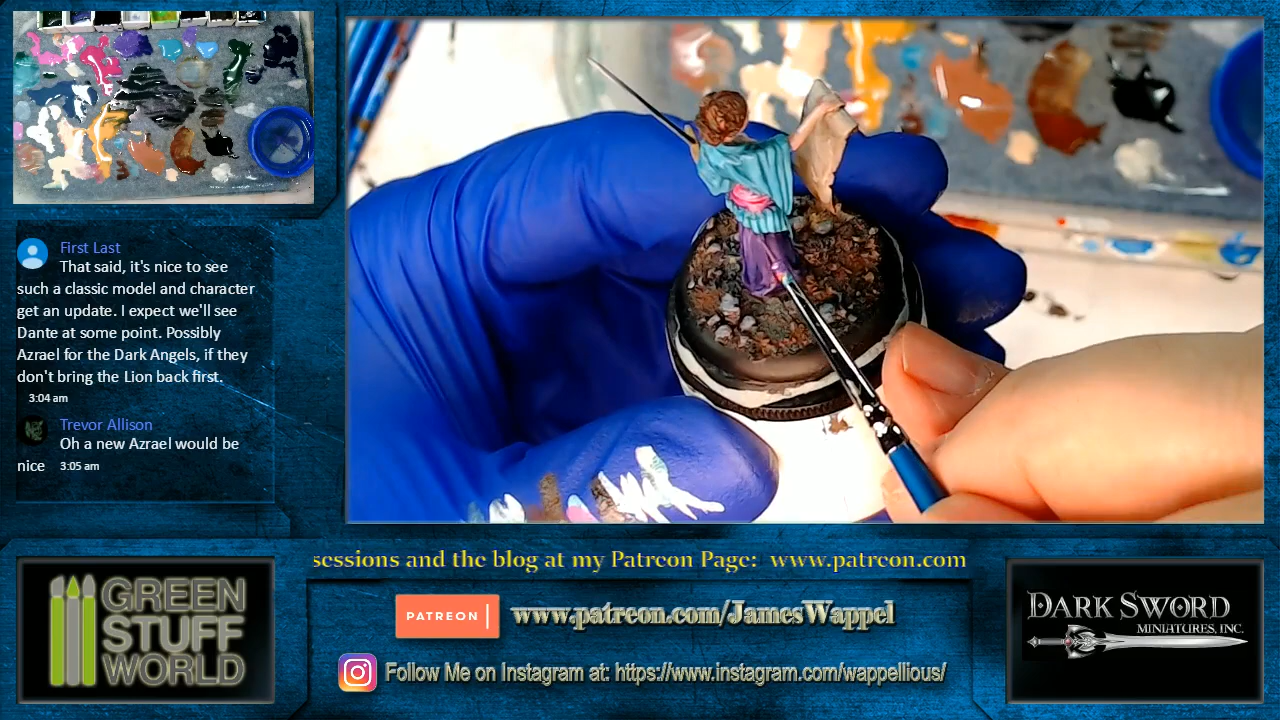 First Last
That said, it's nice to see
such a classic model and character
get an update. I expect we'll see
Dante at some point. Possibly
Azrael for the Dark Angels, if they
don't bring the Lion back first.
3:04 am
Trevor Allison
Oh a new Azrael would be
nice 3:05 am
sessions and the blog at my Patreon Page: www.patreon.com
PATREON
www.patreon.com/JamesWappel
Follow Me on Instagram at: https://www.instagram.com/wappellious/
GREEN
STUFF
WORLD
DARK SWORD
MINIATURES, INC.